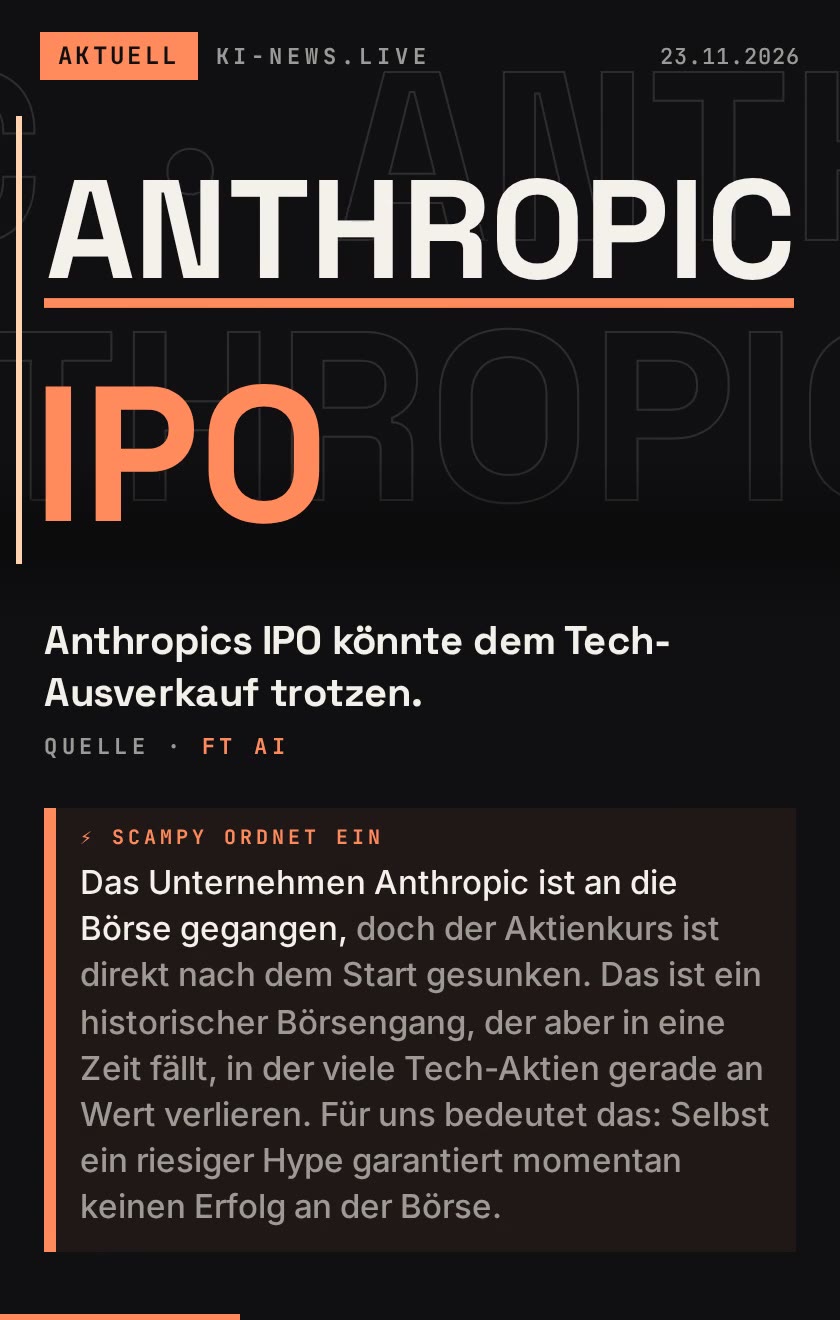 AKTUELL KI-NEWS.LIVE 23.11.2026
C · ANTH
ANTHROPIC
THROPIC
IPO
Anthropics IPO könnte dem Tech-
Ausverkauf trotzen.
QUELLE · FT AI
⚡ SCAMPY ORDNET EIN
Das Unternehmen Anthropic ist an die
Börse gegangen, doch der Aktienkurs ist
direkt nach dem Start gesunken. Das ist ein
historischer Börsengang, der aber in eine
Zeit fällt, in der viele Tech-Aktien gerade an
Wert verlieren. Für uns bedeutet das: Selbst
ein riesiger Hype garantiert momentan
keinen Erfolg an der Börse.